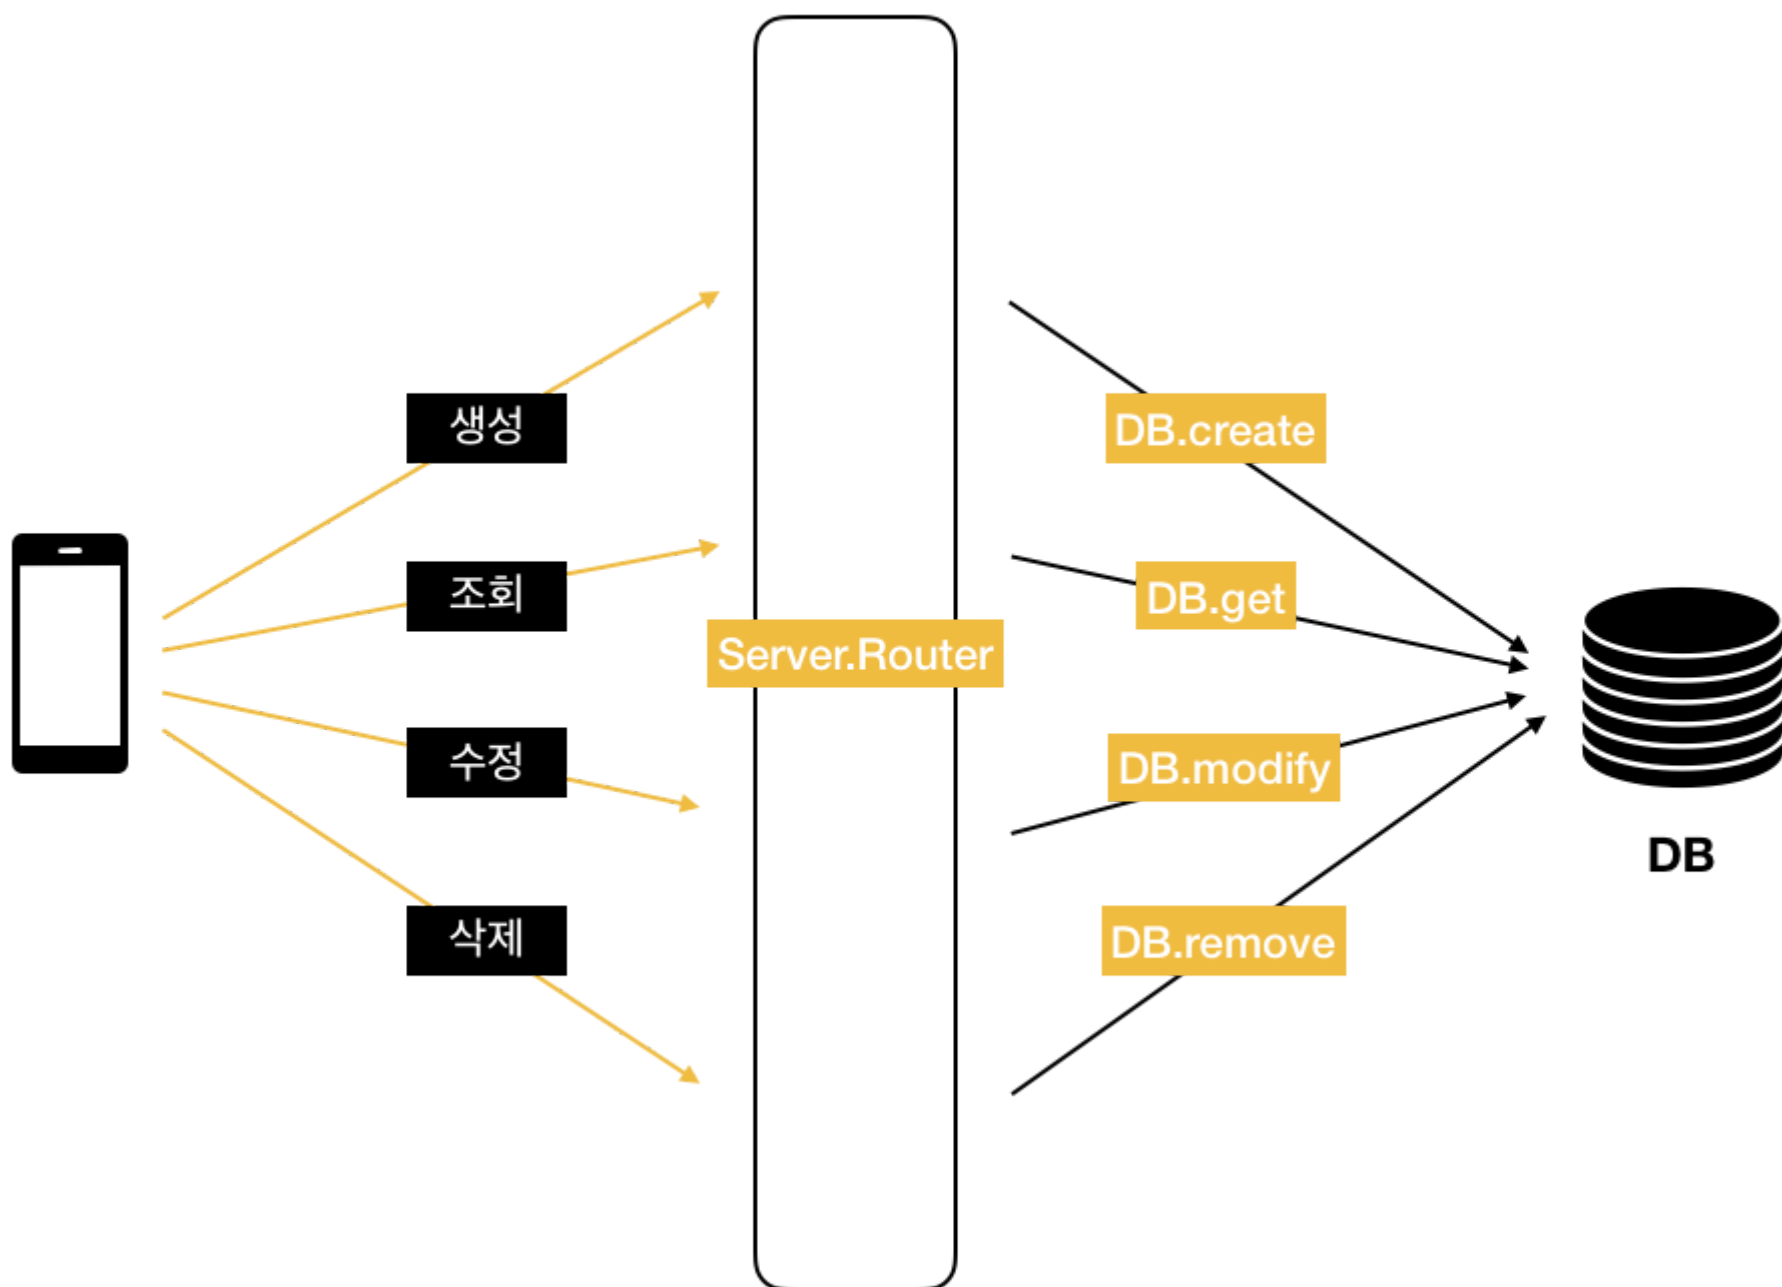 생성
조회
수정
삭제
Server.Router
DB.create
DB.get
DB.modify
DB.remove
DB